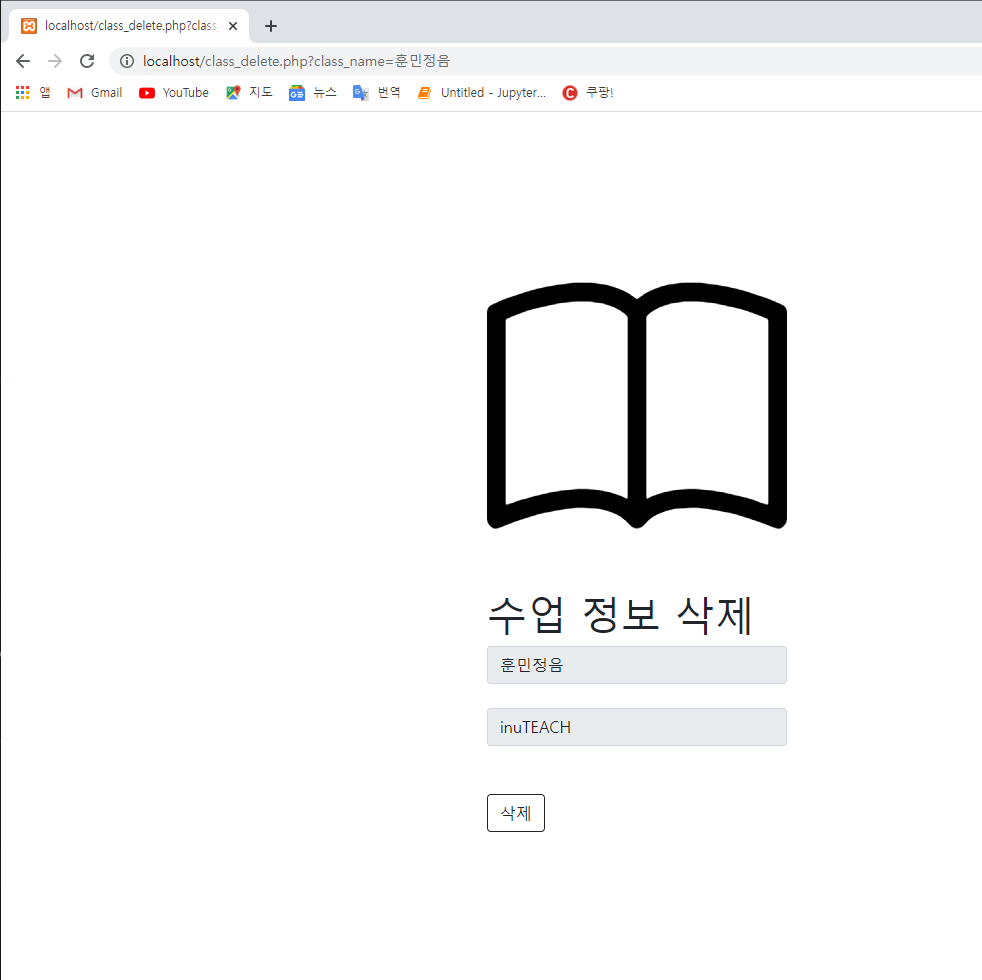 localhost/class_delete.php?class_
localhost/class_delete.php?class_name=훈민정음
앱 Gmail YouTube 지도 뉴스 번역 Untitled - Jupyter... 쿠팡!
수업 정보 삭제
훈민정음
inuTEACH
삭제